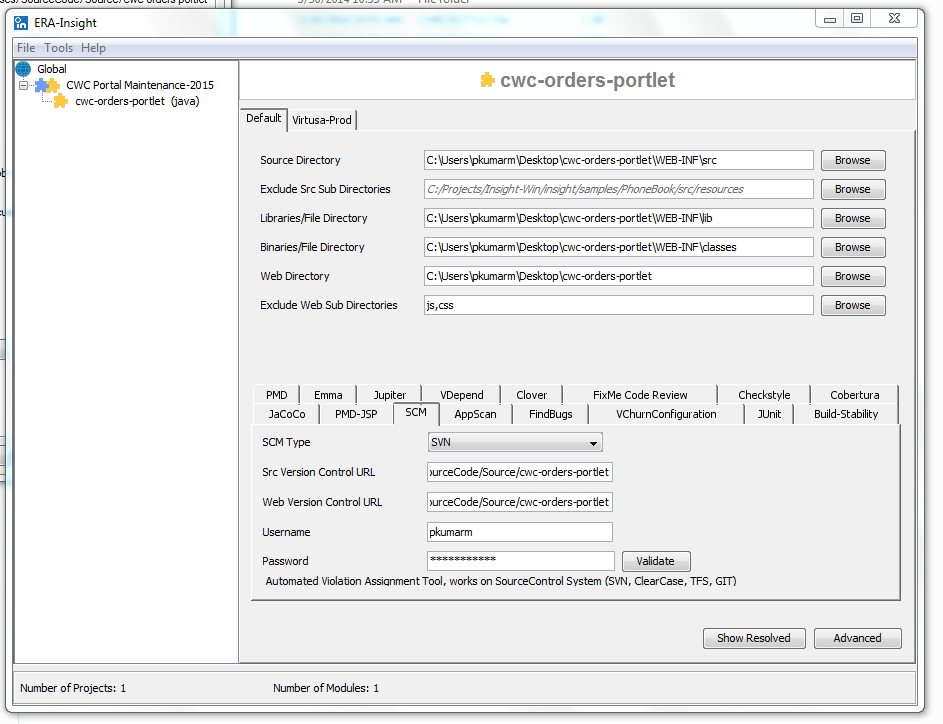 ERA-Insight
File Tools Help
Global
CWC Portal Maintenance-2015
cwc-orders-portlet (java)
cwc-orders-portlet
Default Virtusa-Prod
Source Directory C:\Users\pkumarm\Desktop\cwc-orders-portlet\WEB-INF\src Browse
Exclude Src Sub Directories C:/Projects/Insight-Win/insight/samples/PhoneBook/src/resources Browse
Libraries/File Directory C:\Users\pkumarm\Desktop\cwc-orders-portlet\WEB-INF\lib Browse
Binaries/File Directory C:\Users\pkumarm\Desktop\cwc-orders-portlet\WEB-INF\classes Browse
Web Directory C:\Users\pkumarm\Desktop\cwc-orders-portlet Browse
Exclude Web Sub Directories js,css Browse
PMD Emma Jupiter VDepend Clover FixMe Code Review Checkstyle Cobertura
JaCoCo PMD-JSP SCM AppScan FindBugs VChurnConfiguration JUnit Build-Stability
SCM Type SVN
Src Version Control URL ourceCode/Source/cwc-orders-portlet
Web Version Control URL ourceCode/Source/cwc-orders-portlet
Username pkumarm
Password *********** Validate
Automated Violation Assignment Tool, works on SourceControl System (SVN, ClearCase, TFS, GIT)
Show Resolved Advanced
Number of Projects: 1 Number of Modules: 1